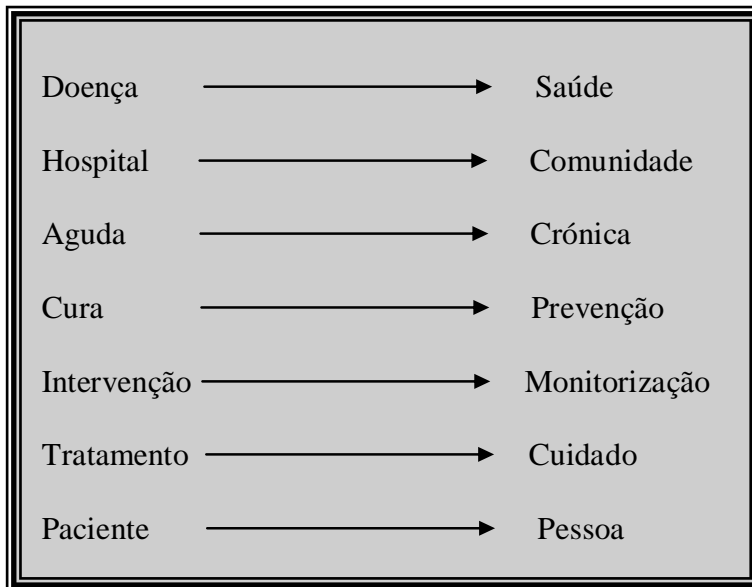 Doença Saúde
Hospital Comunidade
Aguda Crónica
Cura Prevenção
Intervenção Monitorização
Tratamento Cuidado
Paciente Pessoa